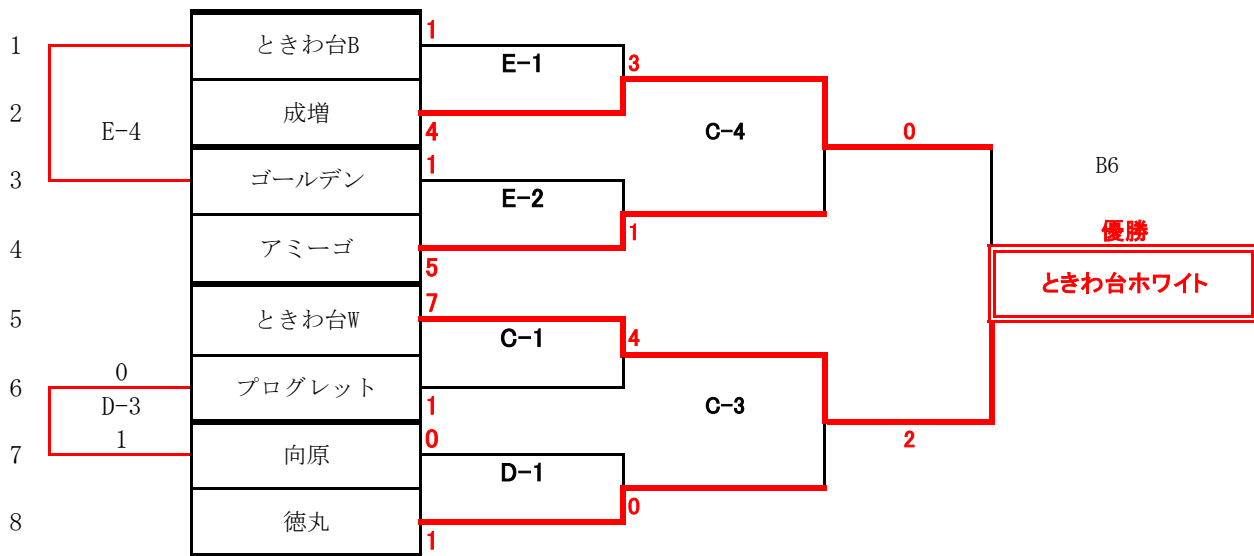 1
ときわ台B
1
E-1
3
2
成増
4
E-4
C-4
0
3
ゴールデン
1
E-2
B6
4
アミーゴ
5
1
優勝
ときわ台ホワイト
5
ときわ台W
7
C-1
4
6
0
プログレット
1
D-3
C-3
7
1
向原
0
D-1
2
8
徳丸
1
0